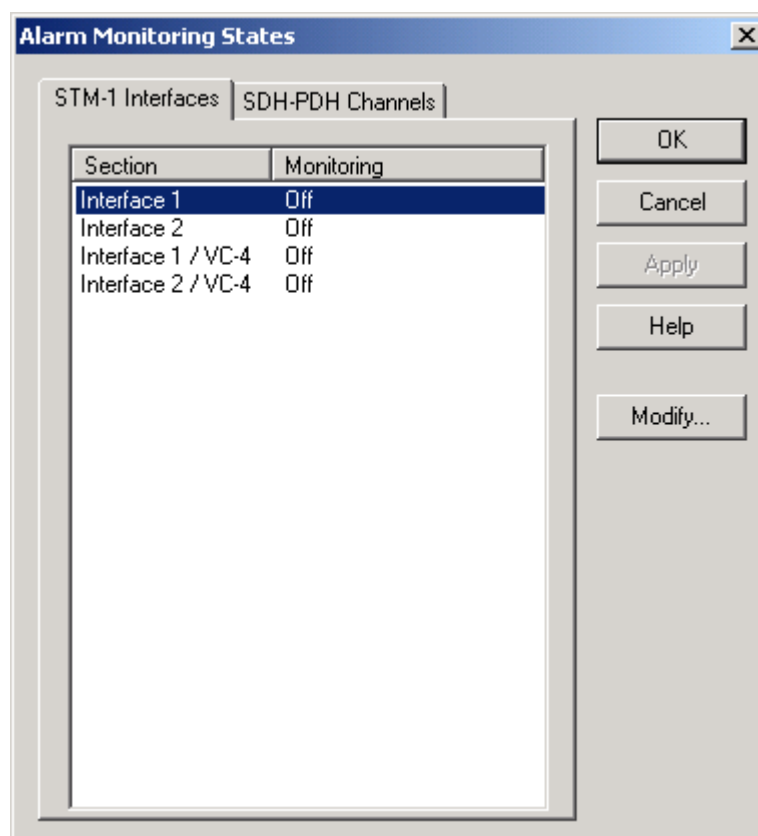 Alarm Monitoring States
STM-1 Interfaces SDH-PDH Channels
Section Monitoring
Interface 1 Off
Interface 2 Off
Interface 1 / VC-4 Off
Interface 2 / VC-4 Off
OK
Cancel
Apply
Help
Modify...